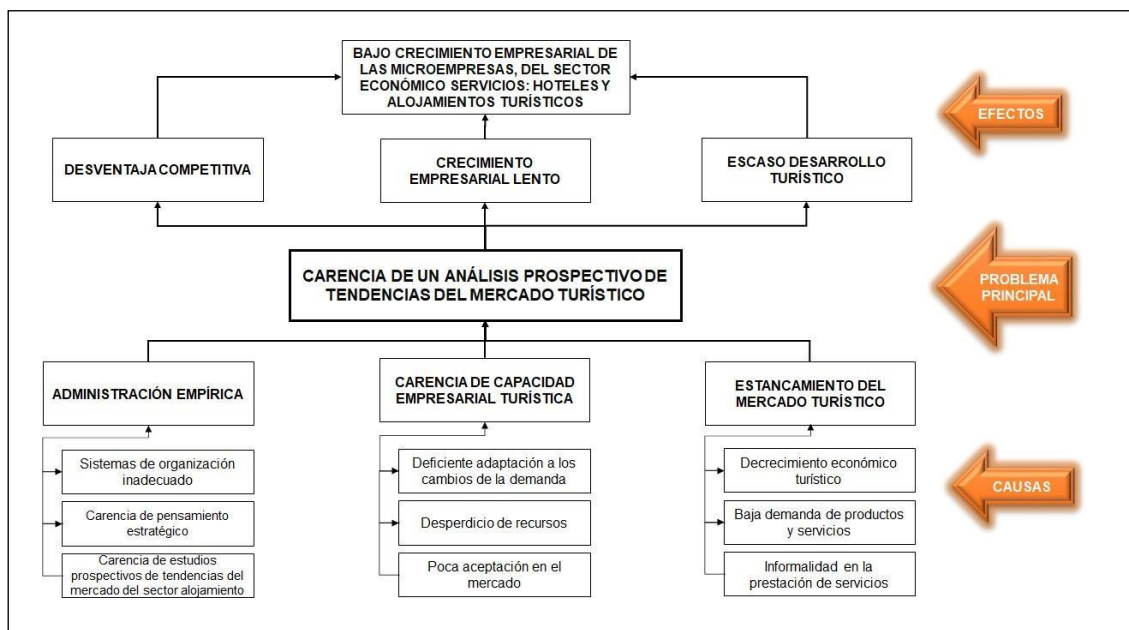 BAJO CRECIMIENTO EMPRESARIAL DE
LAS MICROEMPRESAS, DEL SECTOR
ECONÓMICO SERVICIOS: HOTELES Y
ALOJAMIENTOS TURÍSTICOS
EFECTOS
DESVENTAJA COMPETITIVA
CRECIMIENTO
EMPRESARIAL LENTO
ESCASO DESARROLLO
TURÍSTICO
CARENCIA DE UN ANÁLISIS PROSPECTIVO DE
TENDENCIAS DEL MERCADO TURÍSTICO
PROBLEMA
PRINCIPAL
ADMINISTRACIÓN EMPÍRICA
CARENCIA DE CAPACIDAD
EMPRESARIAL TURÍSTICA
ESTANCAMIENTO DEL
MERCADO TURÍSTICO
Sistemas de organización
inadecuado
Deficiente adaptación a los
cambios de la demanda
Decrecimiento económico
turístico
CAUSAS
Carencia de pensamiento
estratégico
Desperdicio de recursos
Baja demanda de productos
y servicios
Carencia de estudios
prospectivos de tendencias del
mercado del sector alojamiento
Poca aceptación en el
mercado
Informalidad en la
prestación de servicios